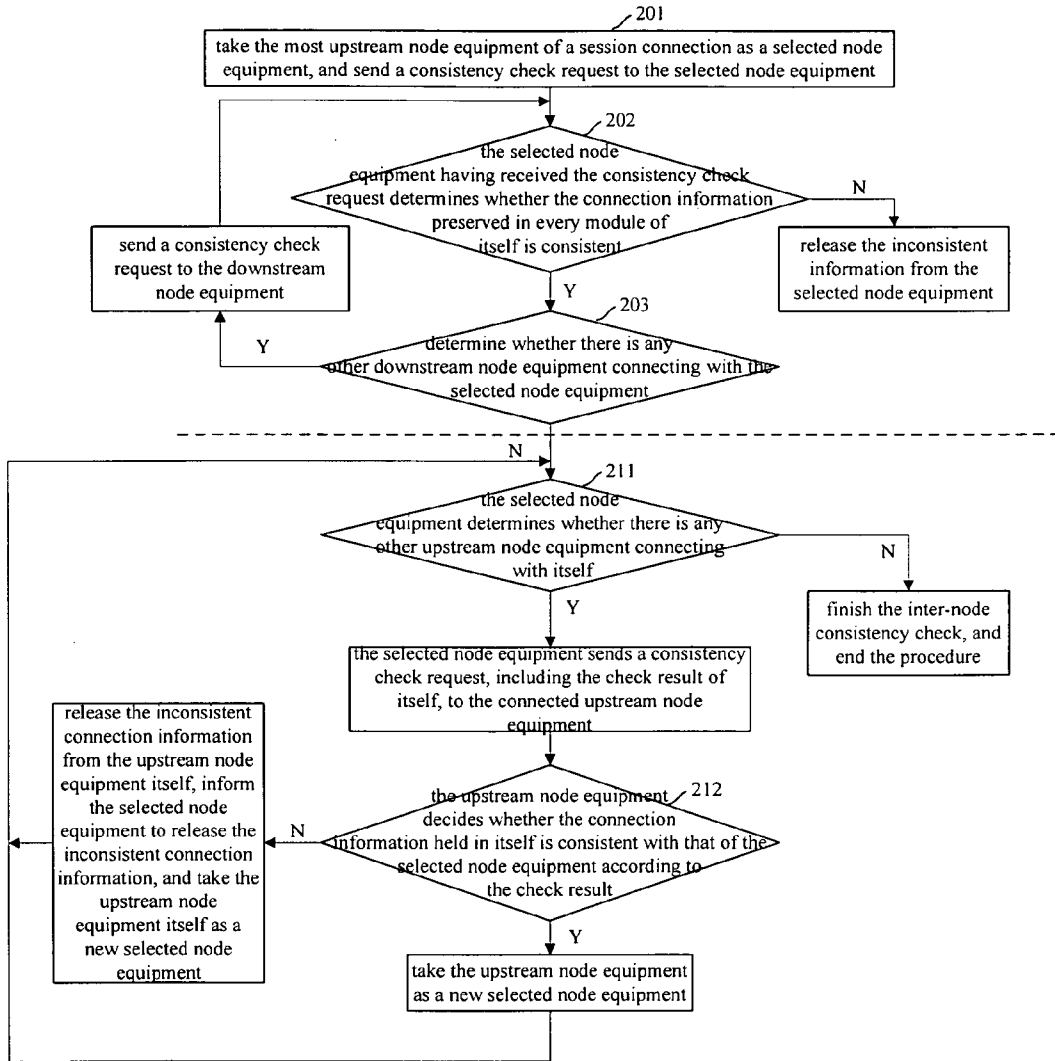 201
take the most upstream node equipment of a session connection as a selected node
equipment, and send a consistency check request to the selected node equipment
202
the selected node
equipment having received the consistency check
request determines whether the connection information
preserved in every module of
itself is consistent
N
release the inconsistent
information from the
selected node equipment
send a consistency check
request to the downstream
node equipment
Y
203
determine whether there is any
other downstream node equipment connecting with the
selected node equipment
Y
N
211
the selected node
equipment determines whether there is any
other upstream node equipment connecting
with itself
N
finish the inter-node
consistency check, and
end the procedure
Y
the selected node equipment sends a consistency
check request, including the check result of
itself, to the connected upstream node
equipment
212
the upstream node equipment
decides whether the connection
information held in itself is consistent with that of the
selected node equipment according to
the check result
N
release the inconsistent
connection information
from the upstream node
equipment itself, inform
the selected node
equipment to release the
inconsistent connection
information, and take the
upstream node
equipment itself as a
new selected node
equipment
Y
take the upstream node equipment
as a new selected node equipment